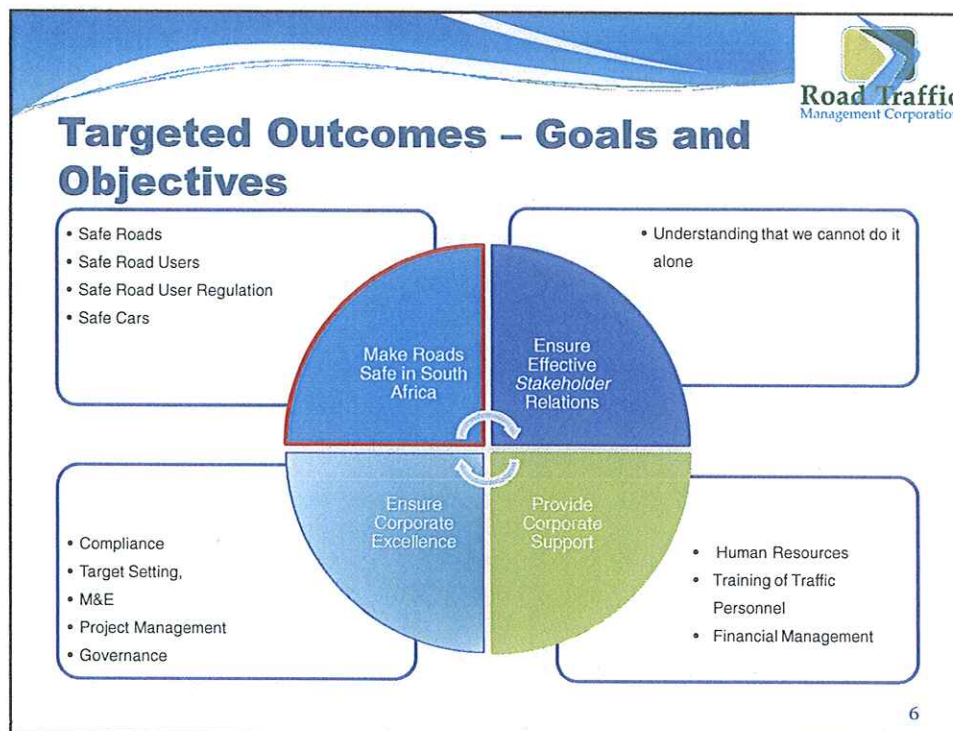 Road Traffic
Management Corporation
Targeted Outcomes – Goals and
Objectives
• Safe Roads
• Safe Road Users
• Safe Road User Regulation
• Safe Cars
• Understanding that we cannot do it
alone
Make Roads
Safe in South
Africa
Ensure
Effective
Stakeholder
Relations
Ensure
Corporate
Excellence
Provide
Corporate
Support
• Compliance
• Target Setting,
• M&E
• Project Management
• Governance
• Human Resources
• Training of Traffic
Personnel
• Financial Management
6